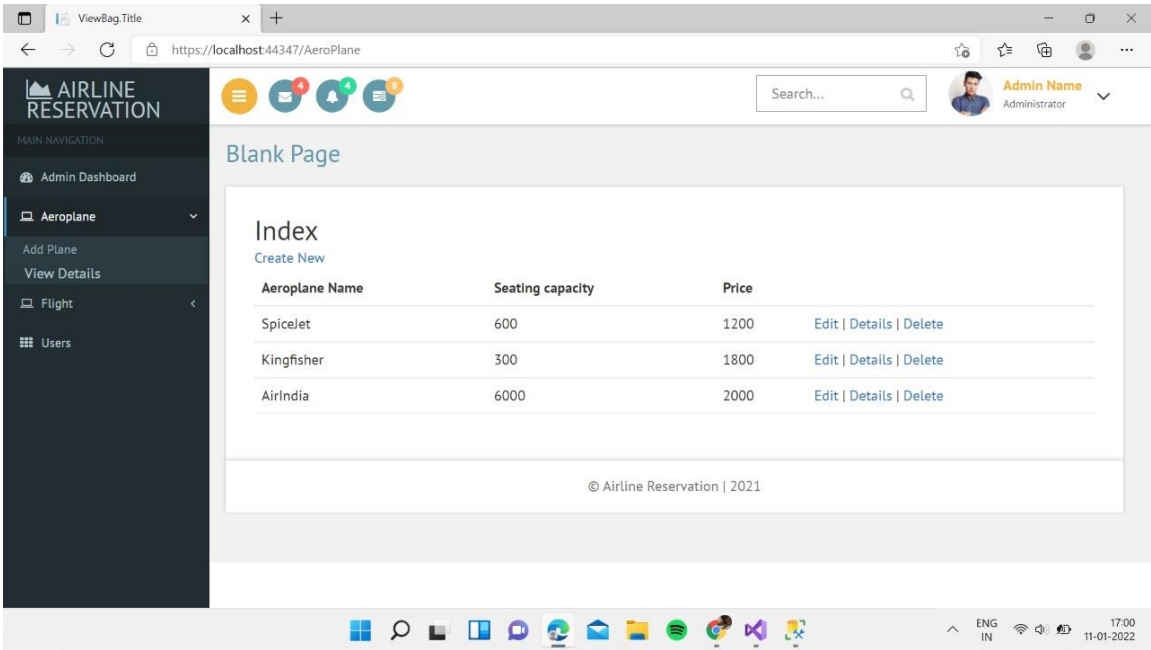 ViewBag.Title
https://localhost:44347/AeroPlane
AIRLINE
RESERVATION
4
4
8
Search...
Admin Name
Administrator
MAIN NAVIGATION
Admin Dashboard
Aeroplane
Add Plane
View Details
Flight
Users
Blank Page
Index
Create New
Aeroplane Name Seating capacity Price
SpiceJet 600 1200 Edit | Details | Delete
Kingfisher 300 1800 Edit | Details | Delete
AirIndia 6000 2000 Edit | Details | Delete
© Airline Reservation | 2021
ENG
IN
17:00
11-01-2022